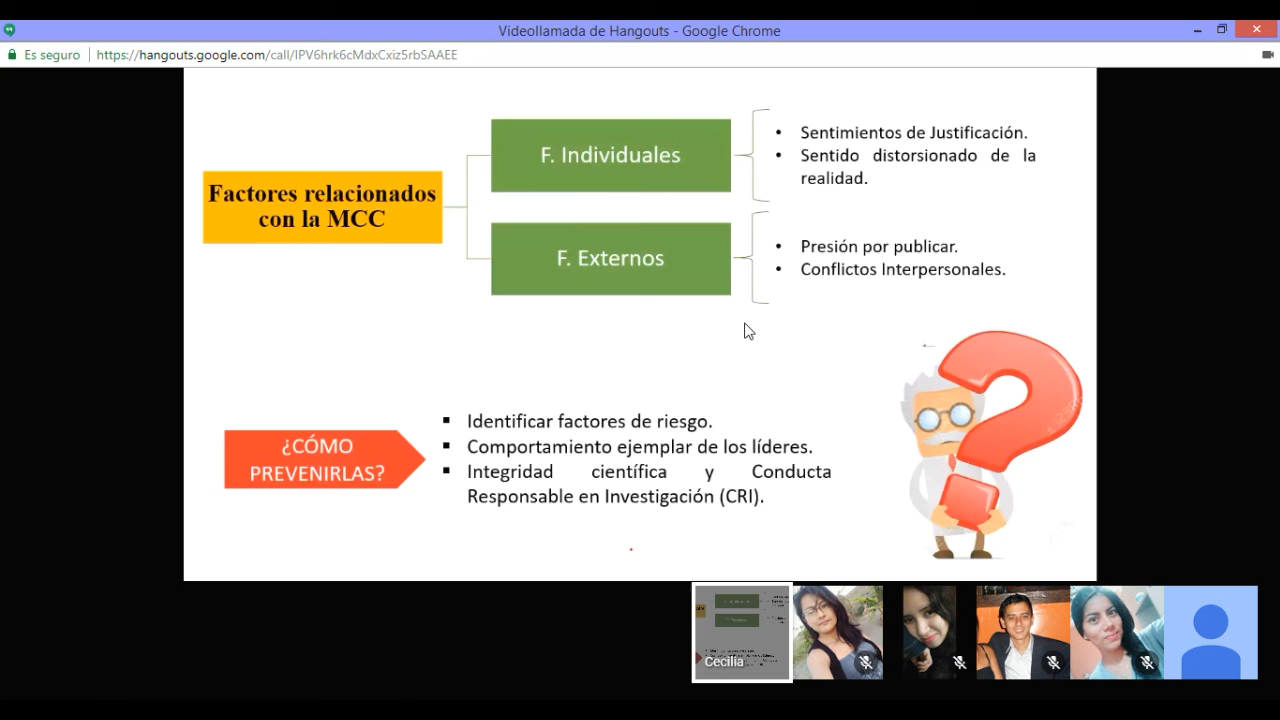 Videollamada de Hangouts - Google Chrome
Es seguro
https://hangouts.google.com/call/IPV6hrk6cMdxCxiz5rbSAAEE
Factores relacionados
con la MCC
F. Individuales
• Sentimientos de Justificación.
• Sentido distorsionado de la
realidad.
F. Externos
• Presión por publicar.
• Conflictos Interpersonales.
¿CÓMO
PREVENIRLAS?
▪ Identificar factores de riesgo.
▪ Comportamiento ejemplar de los líderes.
▪ Integridad científica y Conducta
Responsable en Investigación (CRI).
Cecilia